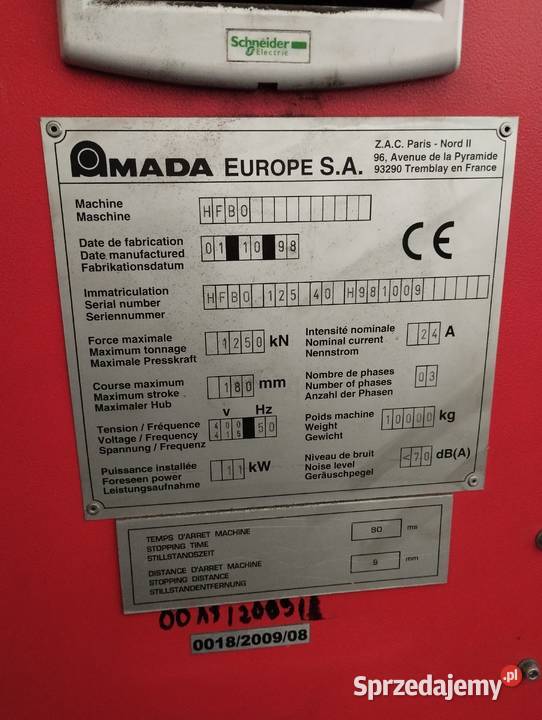 Schneider
Electric
AMADA EUROPE S.A.
Z.A.C. Paris - Nord II
96, Avenue de la Pyramide
93290 Tremblay en France
Machine
Maschine
HFBO
Date de fabrication
Date manufactured
Fabrikationsdatum
01 10 98
CE
Immatriculation
Serial number
Seriennummer
HFBO 125 40 H981009
Force maximale
Maximum tonnage
Maximale Presskraft
1250 kN
Intensité nominale
Nominal current
Nennstrom
24 A
Course maximum
Maximum stroke
Maximaler Hub
180 mm
Nombre de phases
Number of phases
Anzahl der Phasen
03
Tension / Fréquence
Voltage / Frequency
Spannung / Frequenz
V Hz
400
415
50
Poids machine
Weight
Gewicht
10000 kg
Puissance installée
Foreseen power
Leistungsaufnahme
11 kW
Niveau de bruit
Noise level
Geräuschpegel
<70 dB(A)
TEMPS D'ARRET MACHINE
STOPPING TIME
STILLSTANDSZEIT
80 ms
DISTANCE D'ARRET MACHINE
STOPPING DISTANCE
STILLSTANDENTFERNUNG
9 mm
0018/2009/08
Sprzedajemy.pl